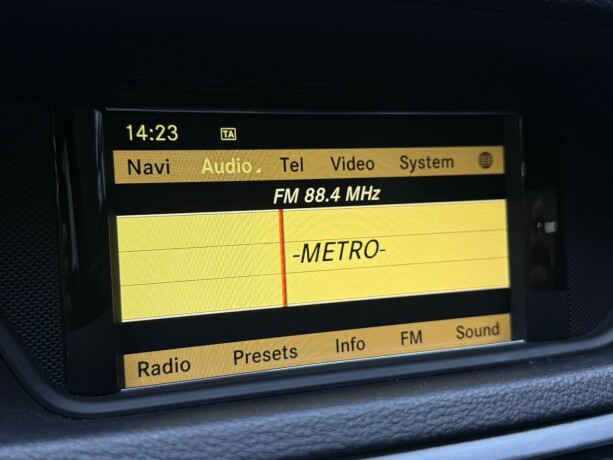 14:23 TA
Navi Audio Tel Video System
FM 88.4 MHz
-METRO-
Radio Presets Info FM Sound